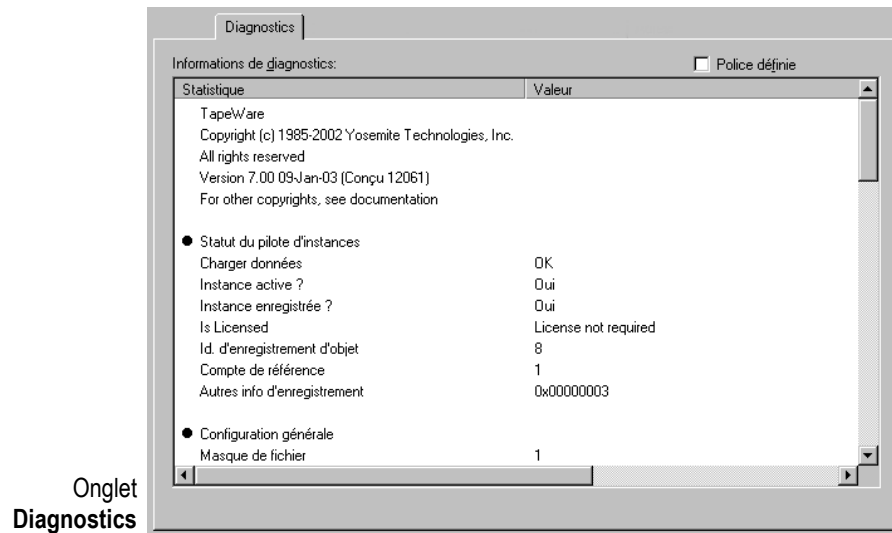 Diagnostics
Informations de diagnostics:
Police définie
Statistique Valeur
TapeWare
Copyright (c) 1985-2002 Yosemite Technologies, Inc.
All rights reserved
Version 7.00 09-Jan-03 (Conçu 12061)
For other copyrights, see documentation
Statut du pilote d'instances
Charger données OK
Instance active ? Oui
Instance enregistrée ? Oui
Is Licensed License not required
Id. d'enregistrement d'objet 8
Compte de référence 1
Autres info d'enregistrement 0x00000003
Configuration générale
Masque de fichier 1
Onglet
Diagnostics